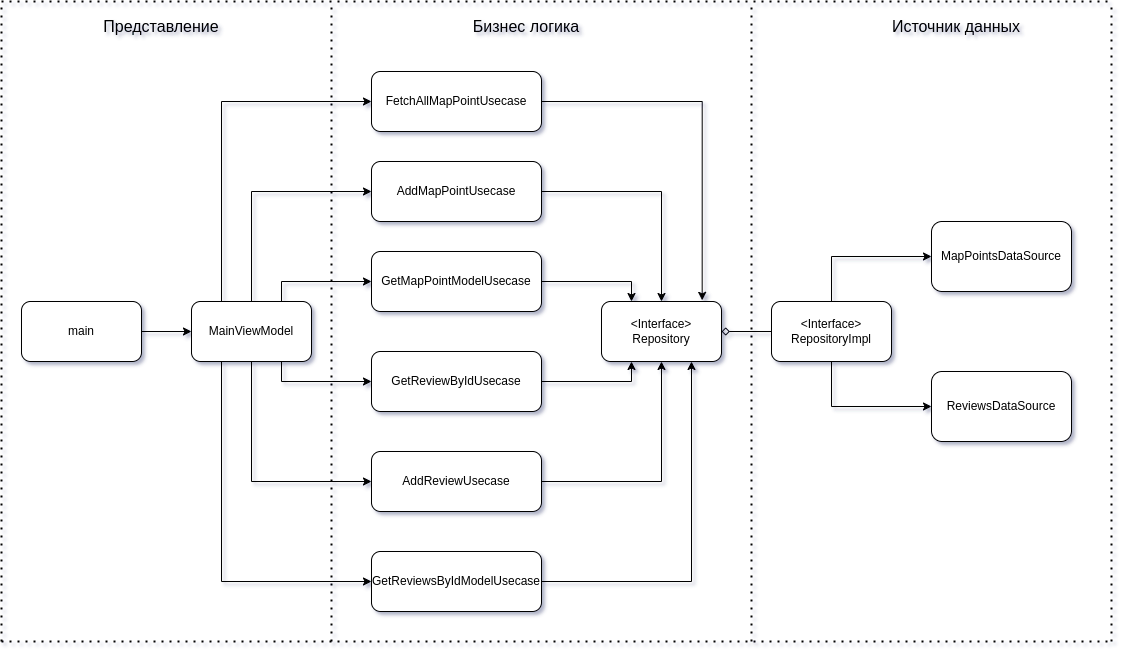 Представление
Бизнес логика
Источник данных
FetchAllMapPointUsecase
AddMapPointUsecase
GetMapPointModelUsecase
main
MainViewModel
GetReviewByIdUsecase
AddReviewUsecase
GetReviewsByIdModelUsecase
<Interface>
Repository
<Interface>
RepositoryImpl
MapPointsDataSource
ReviewsDataSource